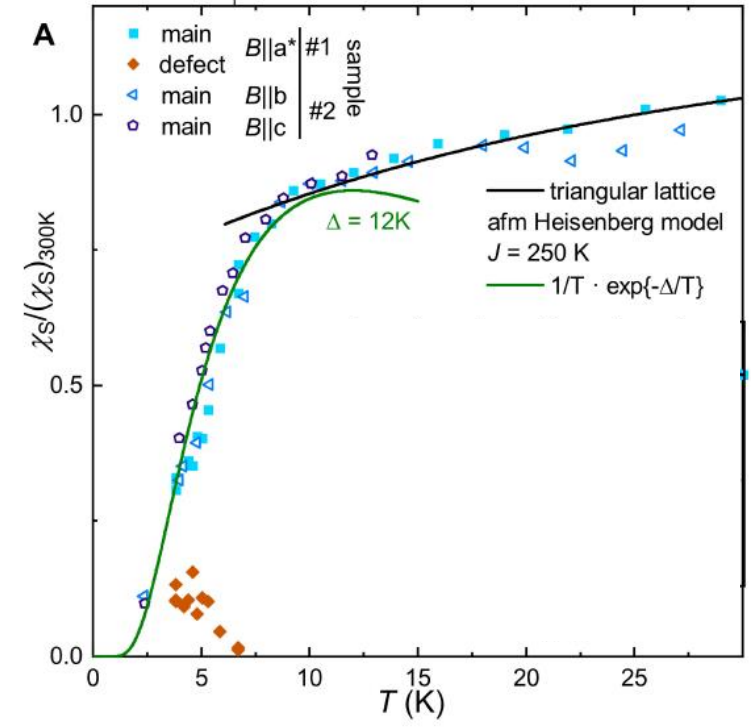 A
main
defect
main
main
B||a*
B||b
B||c
#1
#2
sample
1.0
0.5
0.0
χS/(χS)300K
Δ = 12K
triangular lattice
afm Heisenberg model
J = 250 K
1/T · exp{-Δ/T}
0 5 10 15 20 25
T (K)